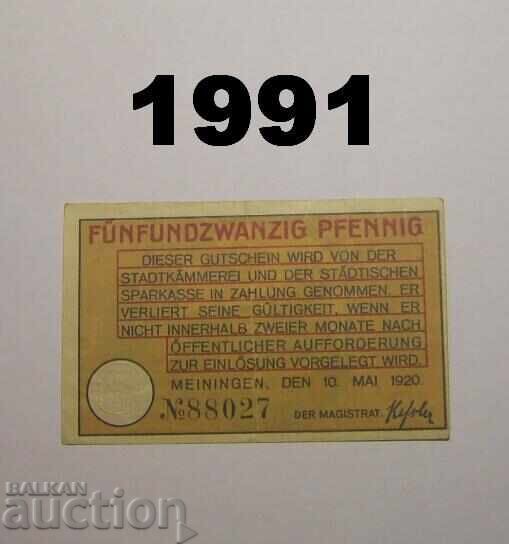 1991
FÜNFUNDZWANZIG PFENNIG
DIESER GUTSCHEIN WIRD VON DER
STADTKÄMMEREI UND DER STÄDTISCHEN
SPARKASSE IN ZAHLUNG GENOMMEN. ER
VERLIERT SEINE GÜLTIGKEIT, WENN ER
NICHT INNERHALB ZWEIER MONATE NACH
ÖFFENTLICHER AUFFORDERUNG
ZUR EINLÖSUNG VORGELEGT WIRD.
MEININGEN, DEN 10. MAI 1920.
№88027 DER MAGISTRAT
BALKAN
auction